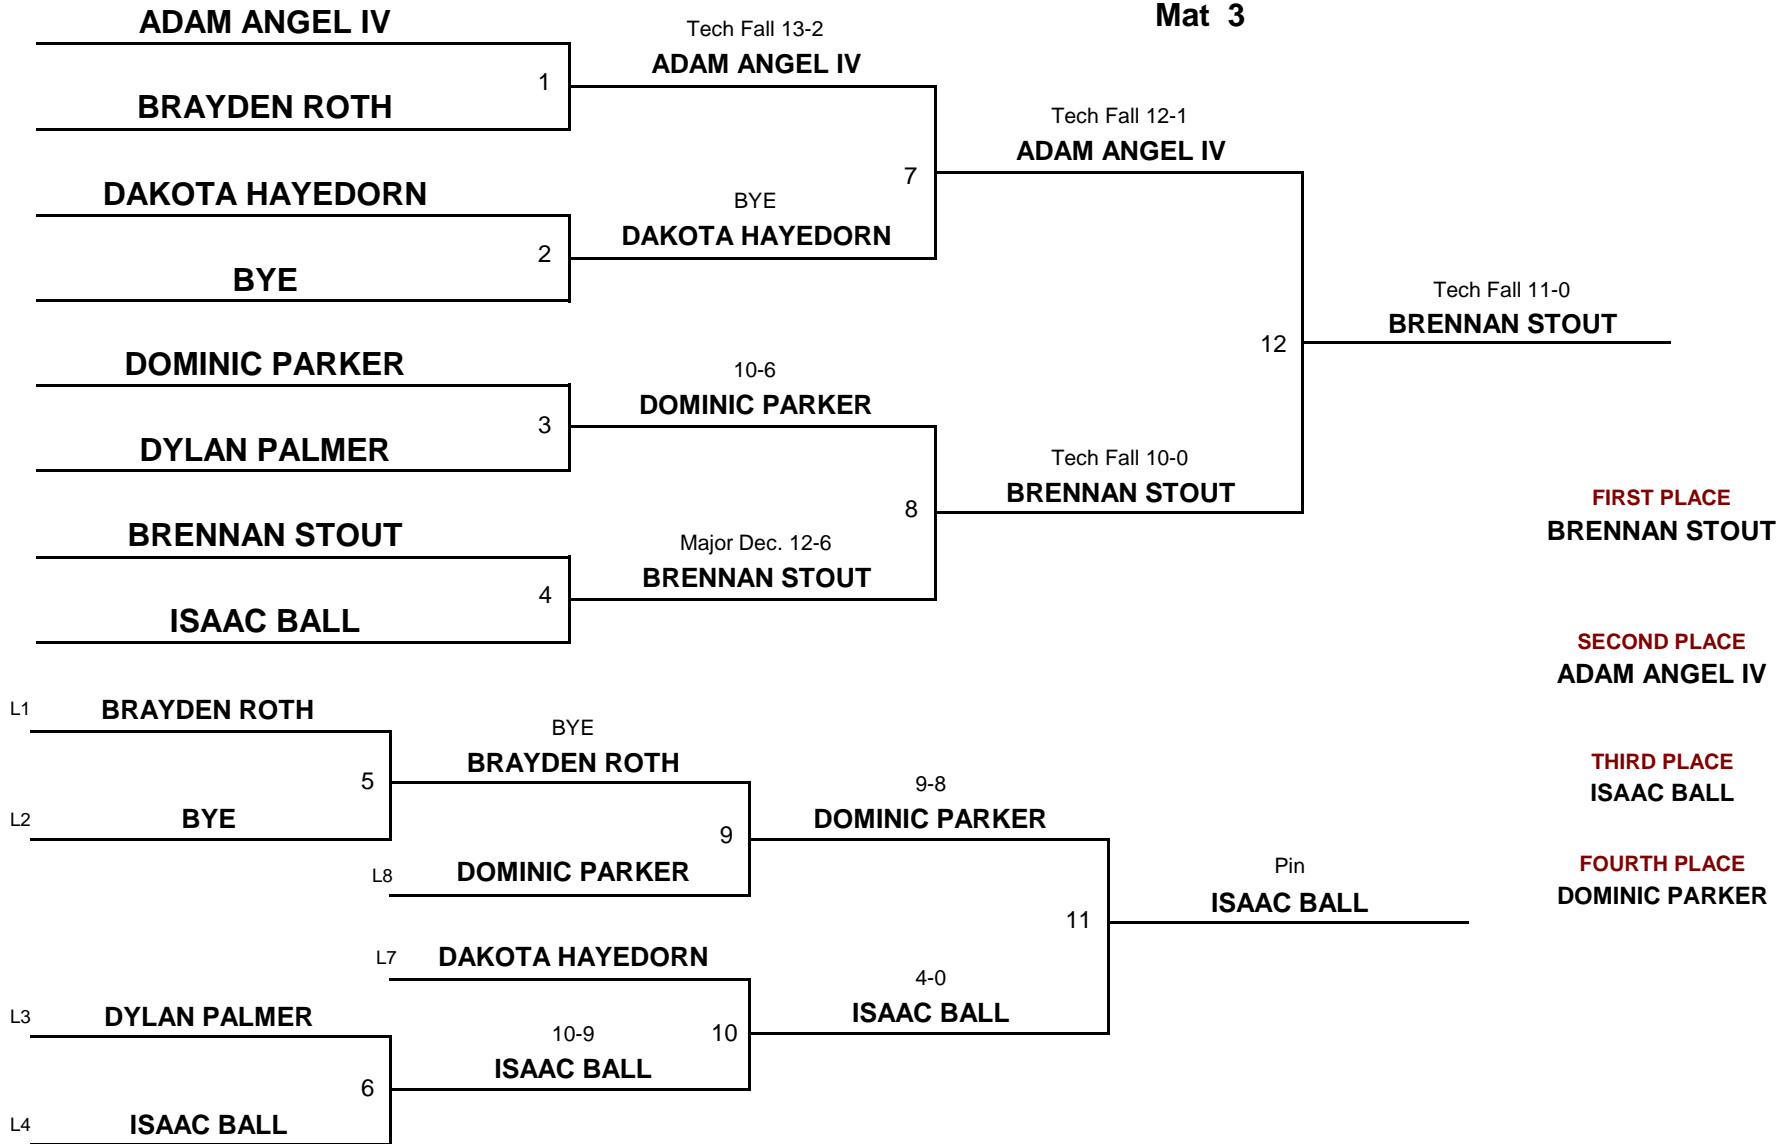 Mat 3
ADAM ANGEL IV
1
BRAYDEN ROTH
Tech Fall 13-2
ADAM ANGEL IV
DAKOTA HAYEDORN
2
BYE
BYE
DAKOTA HAYEDORN
7
Tech Fall 12-1
ADAM ANGEL IV
DOMINIC PARKER
3
DYLAN PALMER
10-6
DOMINIC PARKER
BRENNAN STOUT
4
ISAAC BALL
Major Dec. 12-6
BRENNAN STOUT
8
Tech Fall 10-0
BRENNAN STOUT
12
Tech Fall 11-0
BRENNAN STOUT
FIRST PLACE
BRENNAN STOUT
SECOND PLACE
ADAM ANGEL IV
THIRD PLACE
ISAAC BALL
FOURTH PLACE
DOMINIC PARKER
L1 BRAYDEN ROTH
5
L2 BYE
BYE
BRAYDEN ROTH
9
L8 DOMINIC PARKER
9-8
DOMINIC PARKER
L7 DAKOTA HAYEDORN
10
L3 DYLAN PALMER
6
L4 ISAAC BALL
10-9
ISAAC BALL
4-0
ISAAC BALL
11
Pin
ISAAC BALL